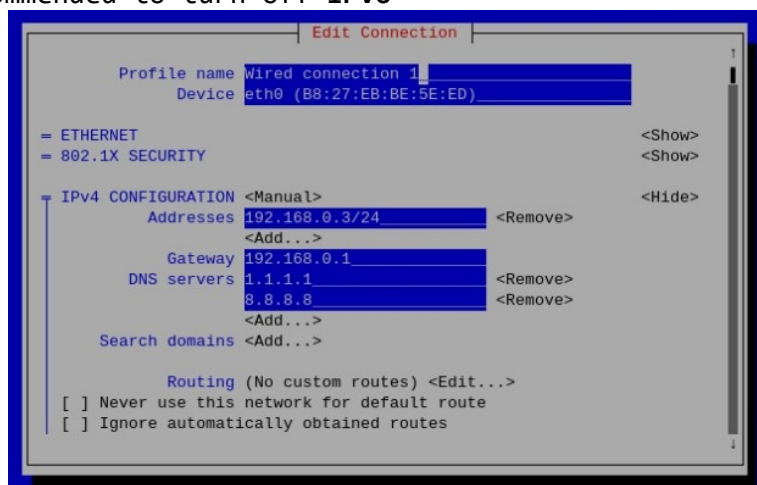 to turn off IPv6
Edit Connection
Profile name Wired connection 1_
Device eth0 (B8:27:EB:BE:5E:ED)_
= ETHERNET <Show>
= 802.1X SECURITY <Show>
IPv4 CONFIGURATION <Manual> <Hide>
Addresses 192.168.0.3/24 <Remove>
<Add...>
Gateway 192.168.0.1
DNS servers 1.1.1.1 <Remove>
8.8.8.8 <Remove>
<Add...>
Search domains <Add...>
Routing (No custom routes) <Edit...>
[ ] Never use this network for default route
[ ] Ignore automatically obtained routes